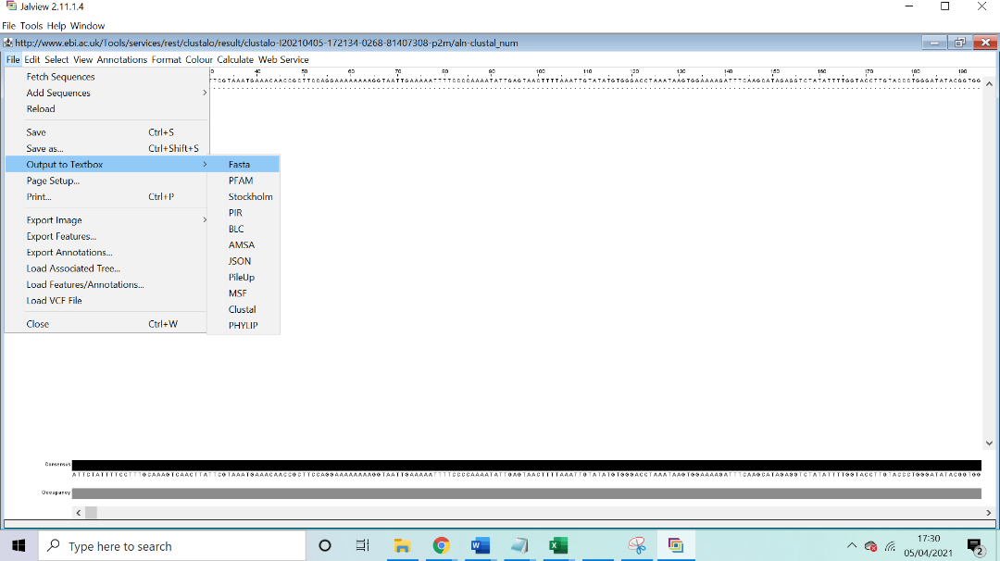 Jalview 2.11.1.4
File Tools Help Window
http://www.ebi.ac.uk/Tools/services/rest/clustalo/result/clustalo-I20210405-172134-0268-81407308-p2m/aln-clustal_num
File Edit Select View Annotations Format Colour Calculate Web Service
40 50 60 70 80 90 100 110 120 130 140 150 160 170 180 190
Fetch Sequences
Add Sequences
Reload
Save Ctrl+S
Save as... Ctrl+Shift+S
Output to Textbox
Page Setup...
Print... Ctrl+P
Export Image
Export Features...
Export Annotations...
Load Associated Tree...
Load Features/Annotations...
Load VCF File
Close Ctrl+W
Fasta
PFAM
Stockholm
PIR
BLC
AMSA
JSON
PileUp
MSF
Clustal
PHYLIP
Consensus
Occupancy
Type here to search
17:30
05/04/2021
2